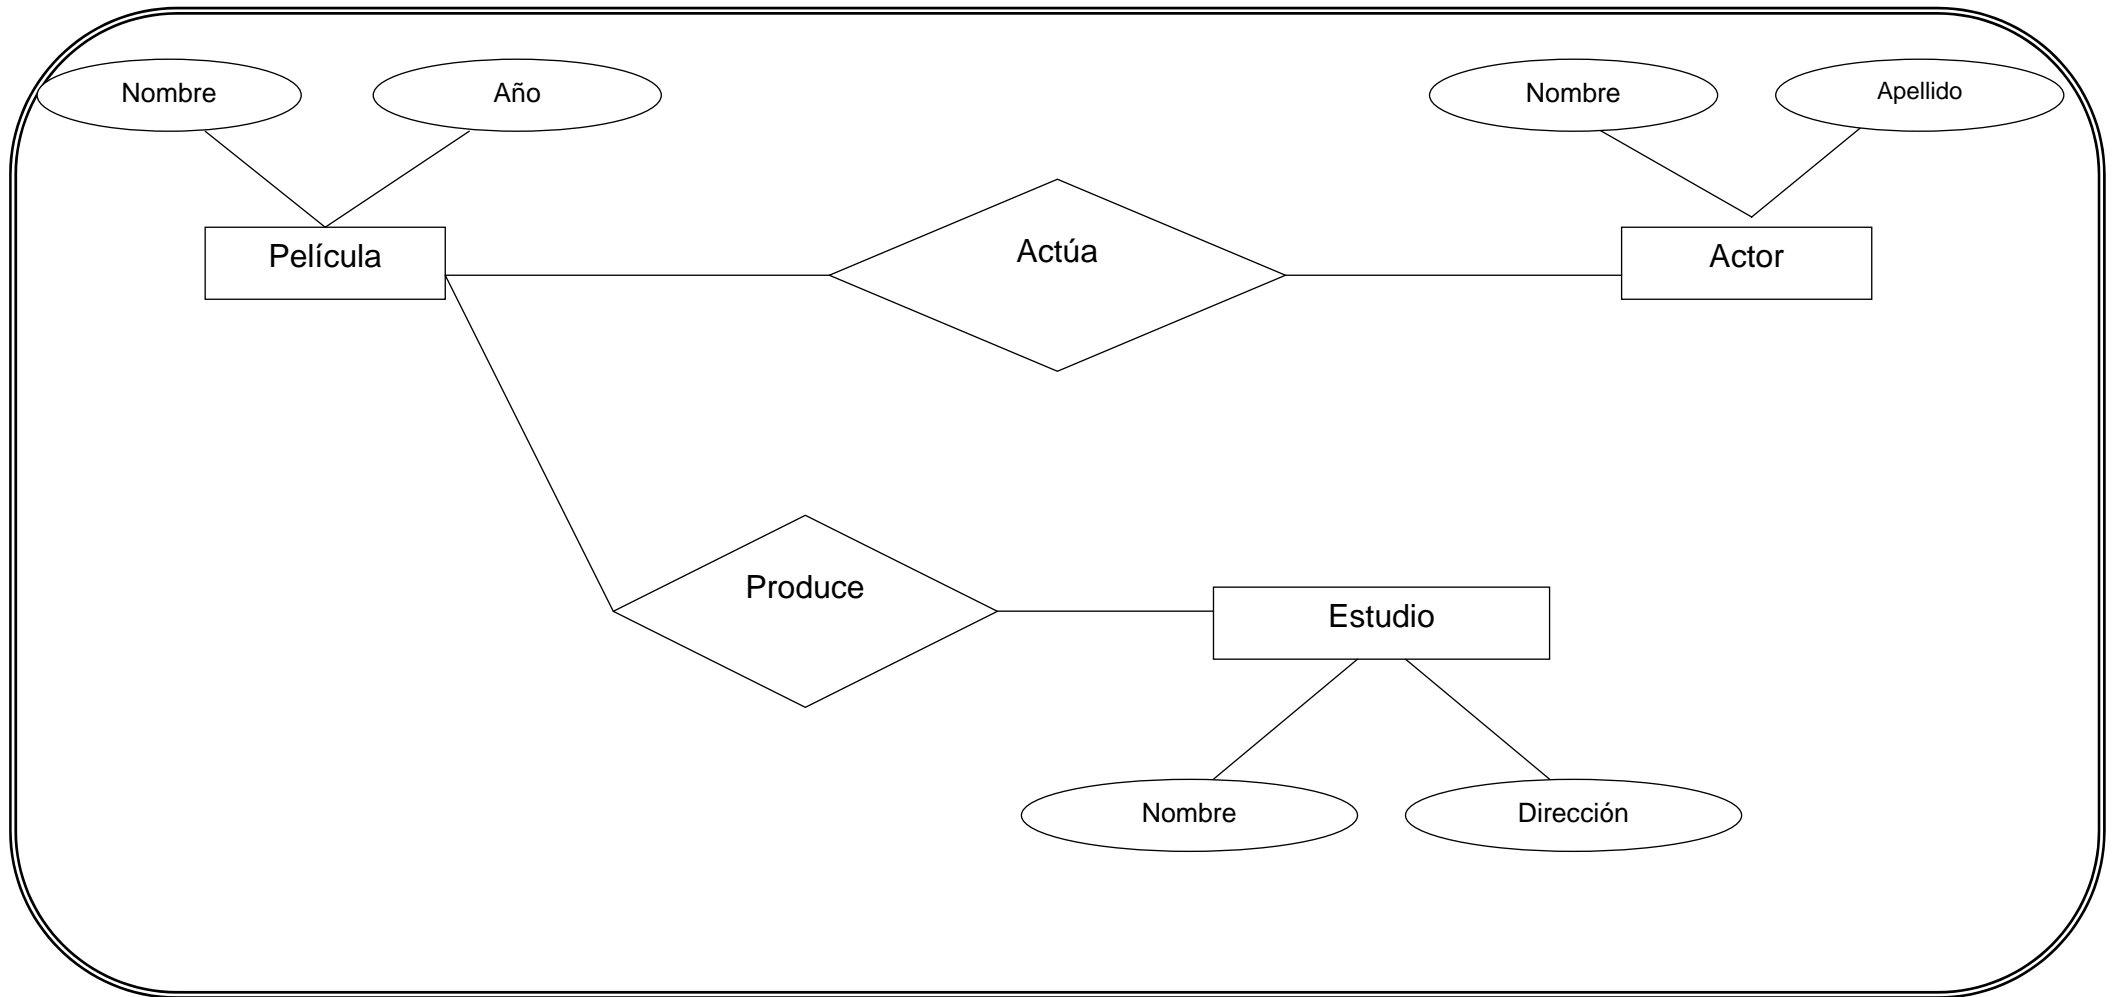 Nombre
Año
Nombre
Apellido
Película
Actúa
Actor
Produce
Estudio
Nombre
Dirección